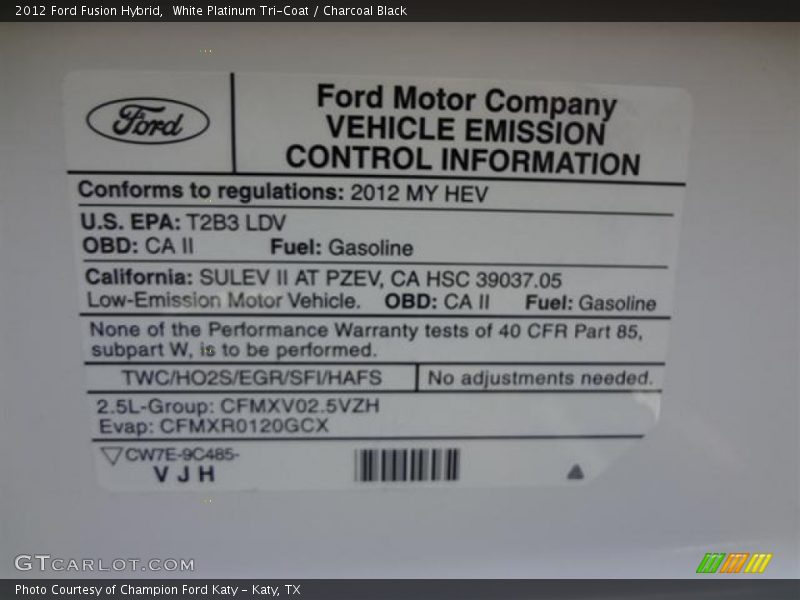 2012 Ford Fusion Hybrid,  White Platinum Tri-Coat / Charcoal Black
Ford
Ford Motor Company
VEHICLE EMISSION
CONTROL INFORMATION
Conforms to regulations: 2012 MY HEV
U.S. EPA: T2B3 LDV
OBD: CA II Fuel: Gasoline
California: SULEV II AT PZEV, CA HSC 39037.05
Low-Emission Motor Vehicle. OBD: CA II Fuel: Gasoline
None of the Performance Warranty tests of 40 CFR Part 85,
subpart W, is to be performed.
TWC/HO2S/EGR/SFI/HAFS No adjustments needed.
2.5L-Group: CFMXV02.5VZH
Evap: CFMXR0120GCX
CW7E-9C485-
V J H
GTCARLOT.COM
Photo Courtesy of Champion Ford Katy - Katy, TX